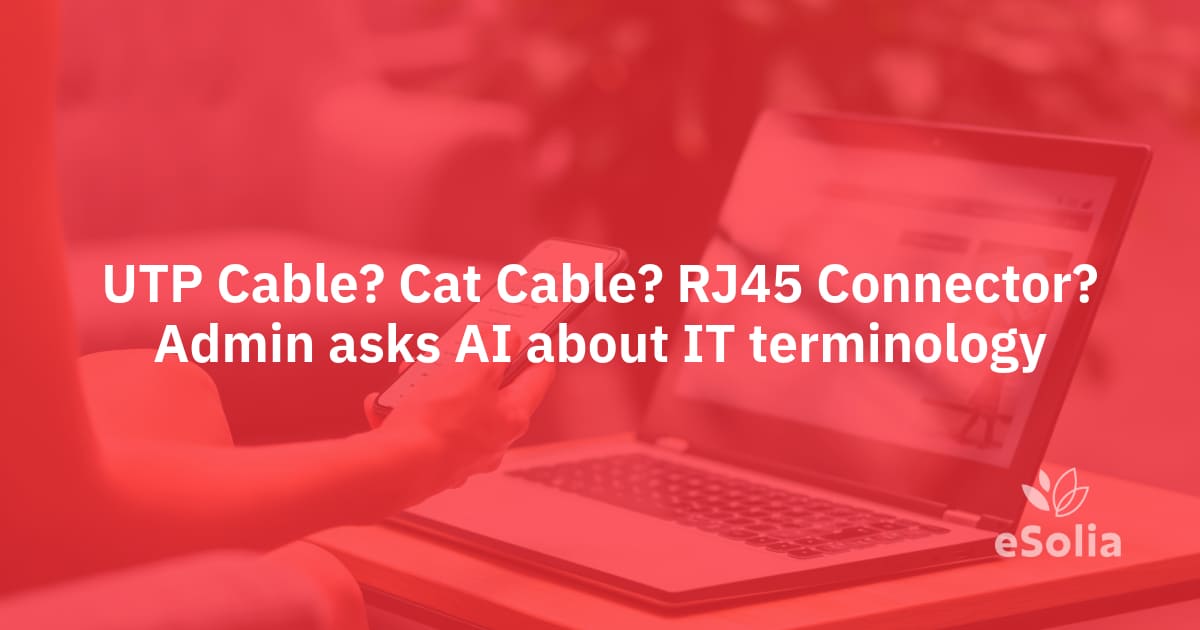 UTP Cable? Cat Cable? RJ45 Connector?
Admin asks AI about IT terminology
eSolia